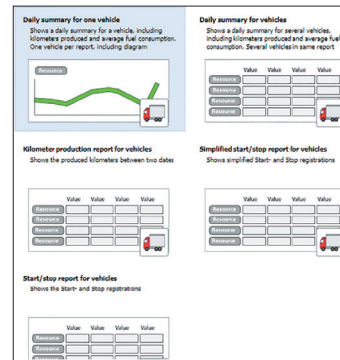 Daily summary for one vehicle
Shows a daily summary for a vehicle, including
kilometers produced and average fuel consumption.
One vehicle per report, including diagram
Resource
Daily summary for vehicles
Shows a daily summary for several vehicles,
including kilometers produced and average fuel
consumption. Several vehicles in same report
Value Value Value Value
Resource
Resource
Resource
Resource
Kilometer production report for vehicles
Shows the produced kilometers between two dates
Value Value Value Value
Resource
Resource
Resource
Resource
Simplified start/stop report for vehicles
Shows simplified Start- and Stop registrations
Value Value Value Value
Resource
Resource
Resource
Resource
Start/stop report for vehicles
Shows the Start- and Stop registrations
Value Value Value Value
Resource
Resource
Resource